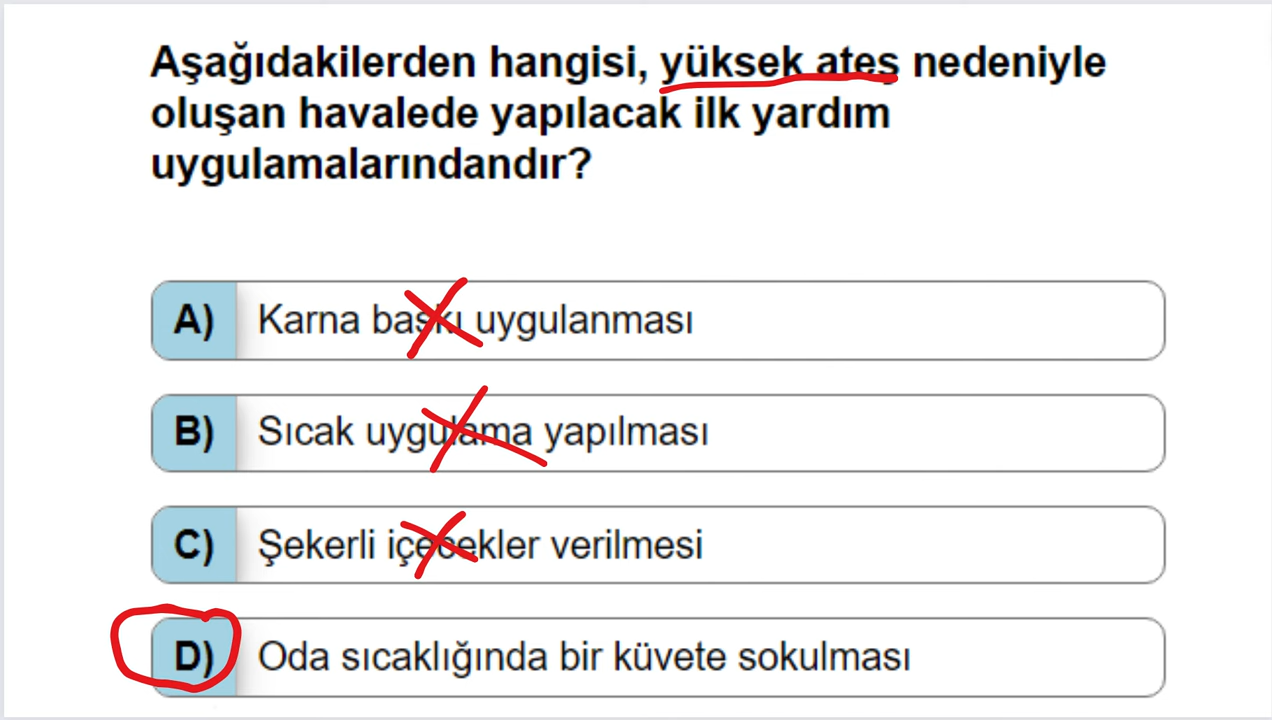 Aşağıdakilerden hangisi, yüksek ateş nedeniyle
oluşan havalede yapılacak ilk yardım
uygulamalarındandır?
A) Karna baskı uygulanması
B) Sıcak uygulama yapılması
C) Şekerli içecekler verilmesi
D) Oda sıcaklığında bir küvete sokulması